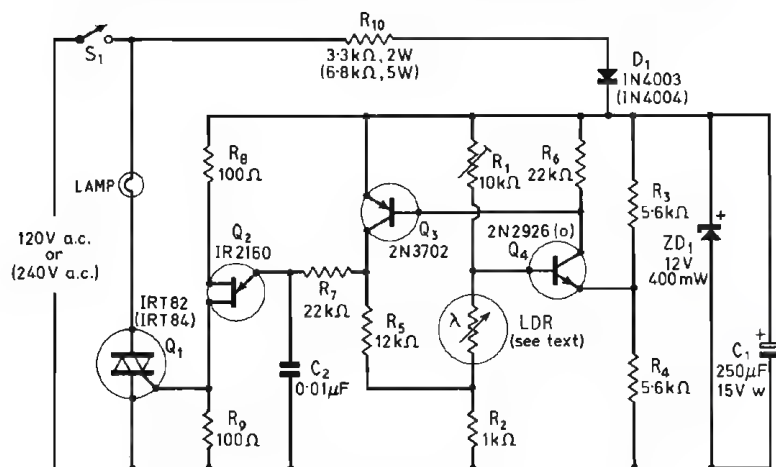 S1
R10
3·3kΩ, 2W
(6·8kΩ, 5W)
D1
IN4003
(IN4004)
R8
100Ω
R1
10kΩ
R6
22kΩ
LAMP
R3
5·6kΩ
Q2
IR2160
Q3
2N3702
2N2926 (o)
Q4
ZD1
12V
400mW
120V a.c.
or
(240V a.c.)
R7
22kΩ
IRT82
(IRT84)
Q1
R5
12kΩ
λ
LDR
(see text)
C2
0·01µF
R4
5·6kΩ
C1
250µF
15V w
R9
100Ω
R2
1kΩ
+
+